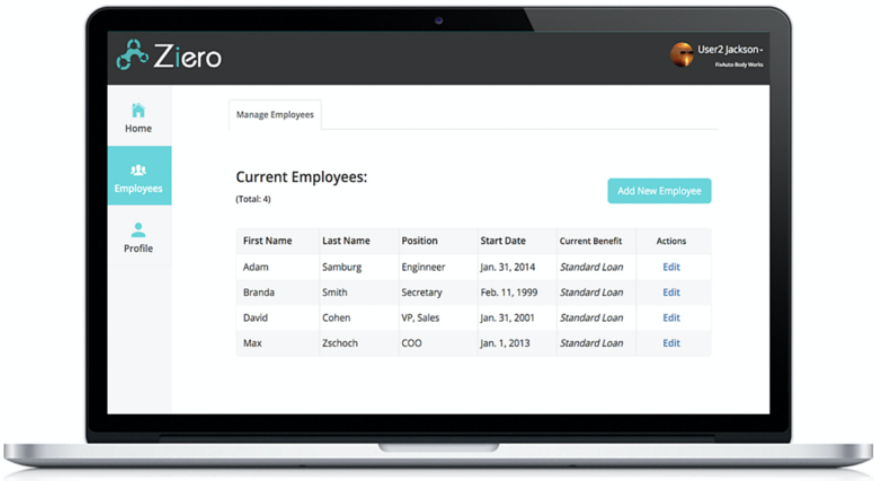 Ziero
User2 Jackson-
FixAuto Body Works
Home
Employees
Profile
Manage Employees
Current Employees:
(Total: 4)
Add New Employee
First Name Last Name Position Start Date Current Benefit Actions
Adam Samburg Enginneer Jan. 31, 2014 Standard Loan Edit
Branda Smith Secretary Feb. 11, 1999 Standard Loan Edit
David Cohen VP, Sales Jan. 31, 2001 Standard Loan Edit
Max Zschoch COO Jan. 1, 2013 Standard Loan Edit